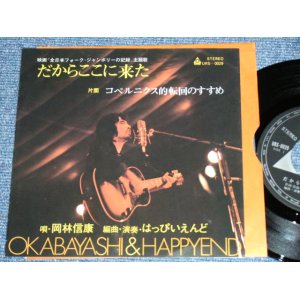 映画「全日本フォーク・ジャンボリーの記録」主題歌
だからここに来た
STEREO
URS-0029
片面 コペルニクス的転回のすすめ
唄・岡林信康 編曲・演奏・はっぴいえんど
OKABAYASHI & HAPPYEND
STEREO